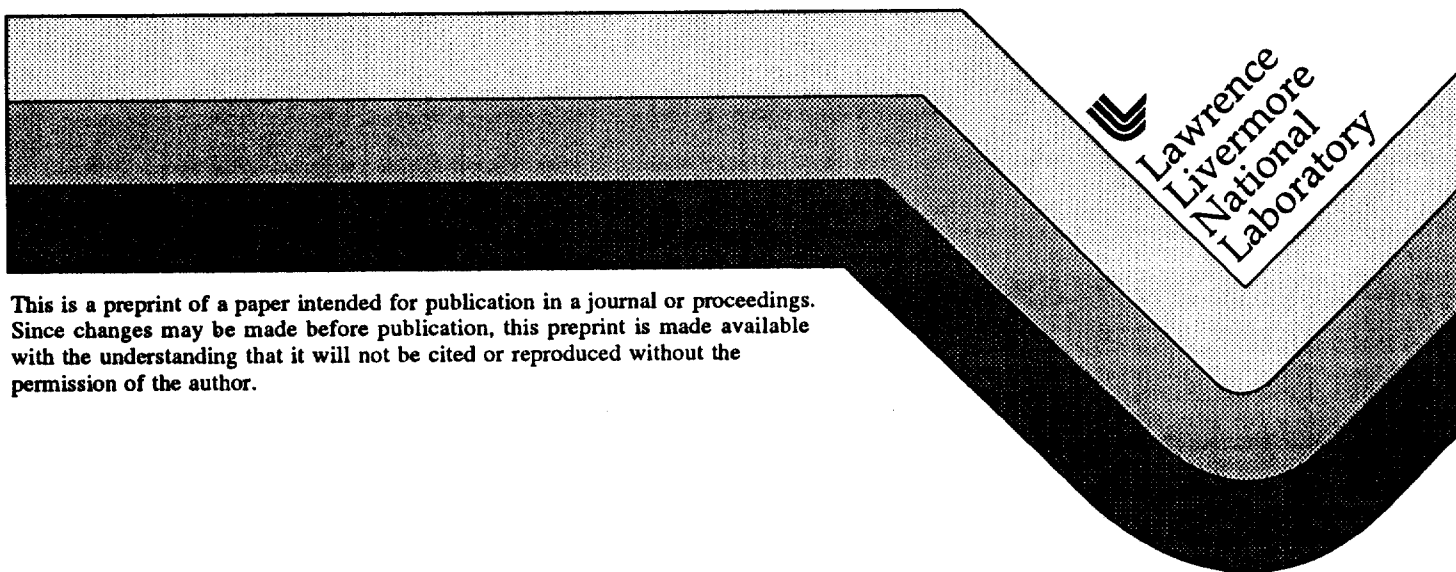 Lawrence
Livermore
National
Laboratory
This is a preprint of a paper intended for publication in a journal or proceedings.
Since changes may be made before publication, this preprint is made available
with the understanding that it will not be cited or reproduced without the
permission of the author.